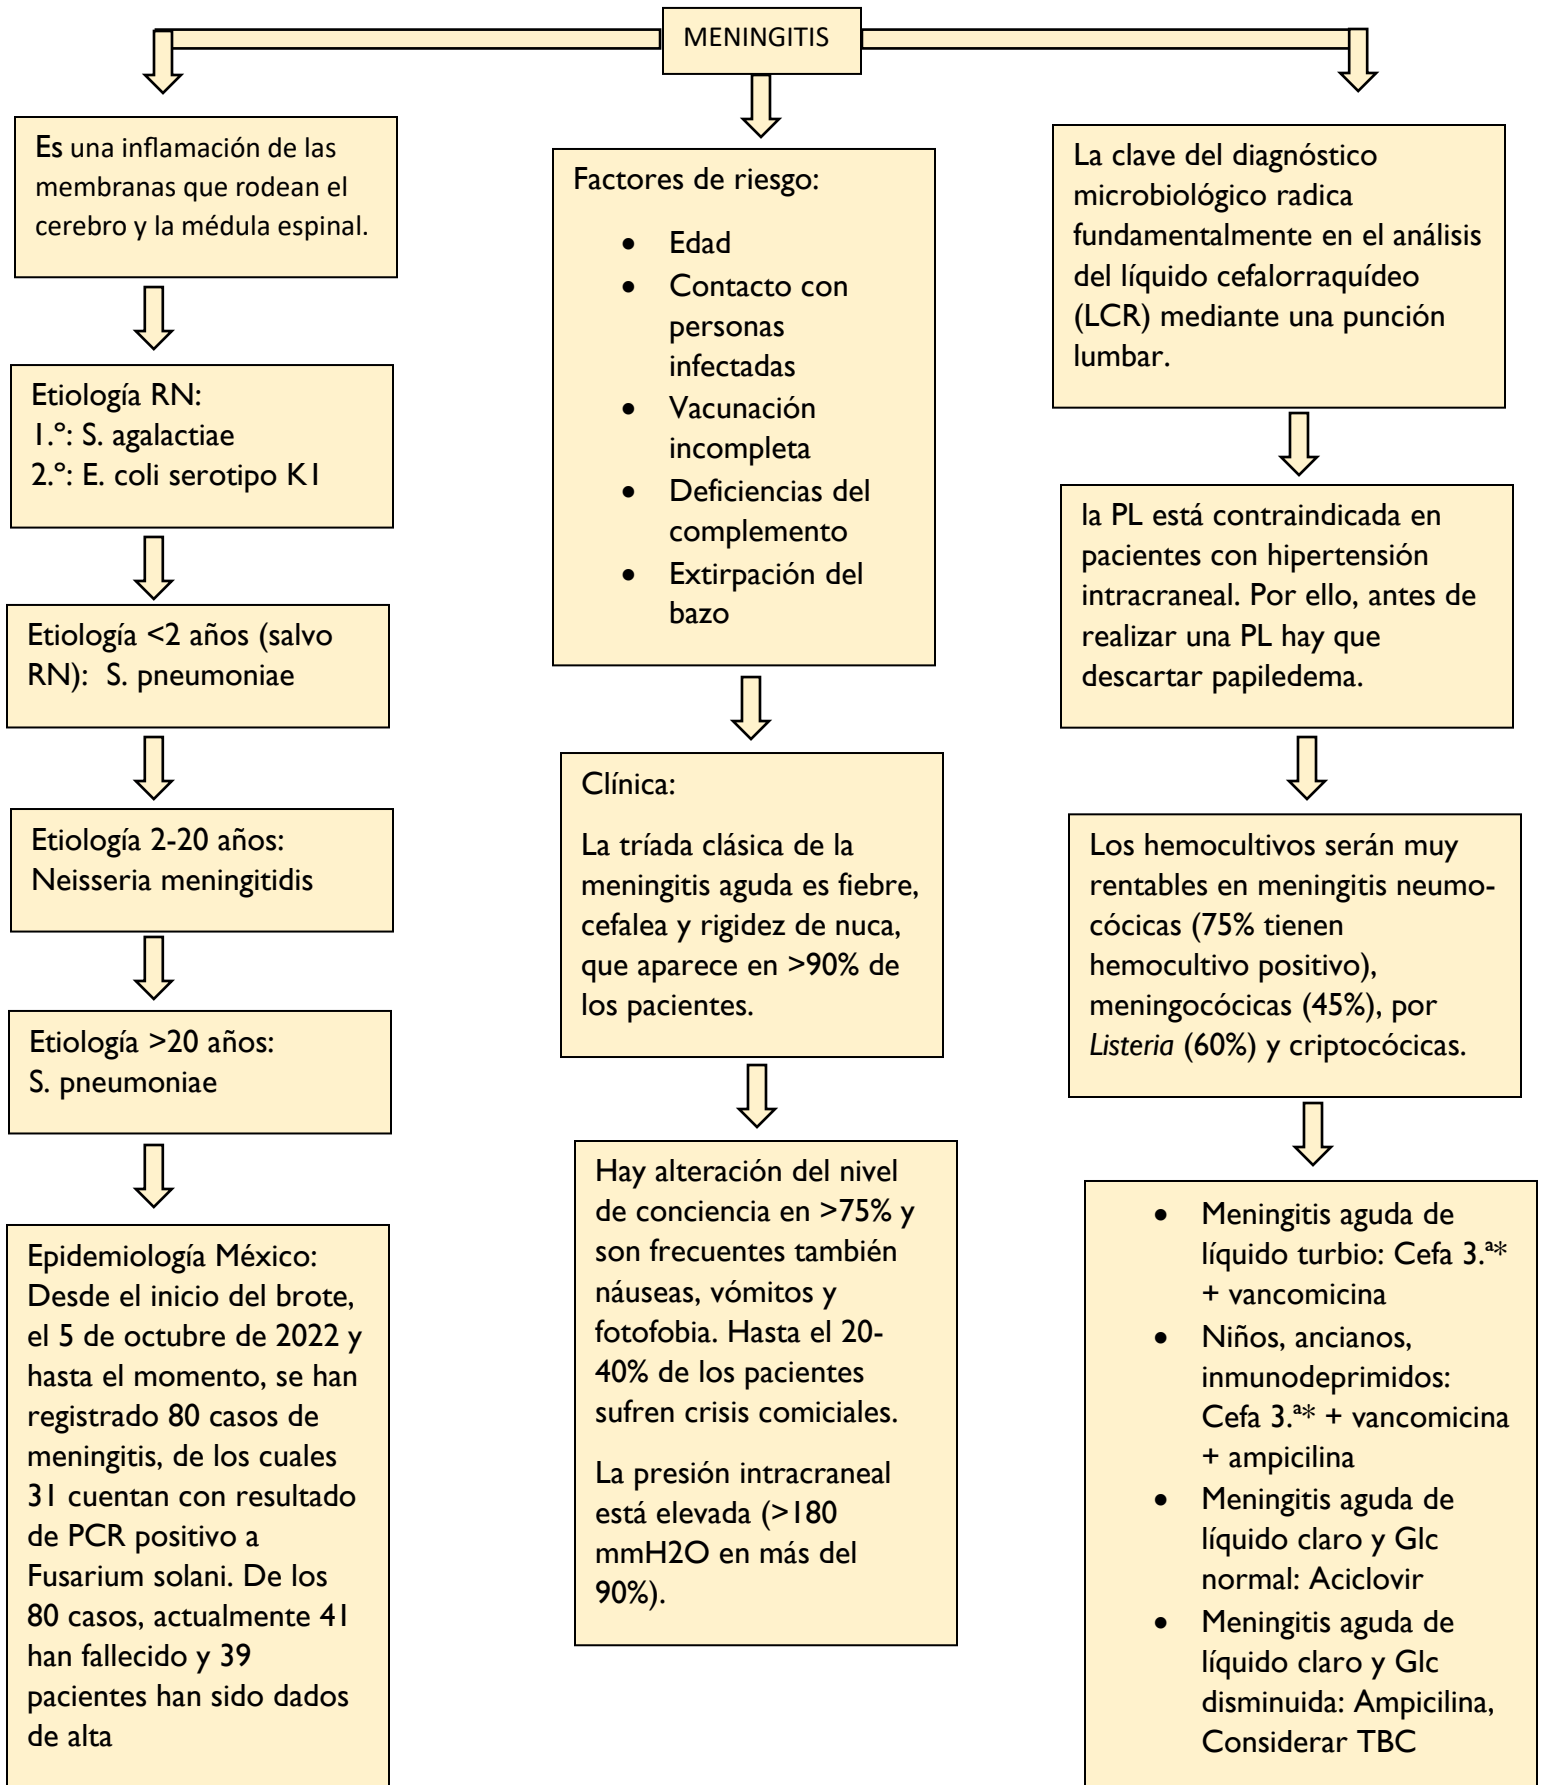 MENINGITIS
Es una inflamación de las
membranas que rodean el
cerebro y la médula espinal.
Etiología RN:
1.º: S. agalactiae
2.º: E. coli serotipo K1
Etiología <2 años (salvo
RN): S. pneumoniae
Etiología 2-20 años:
Neisseria meningitidis
Etiología >20 años:
S. pneumoniae
Epidemiología México:
Desde el inicio del brote,
el 5 de octubre de 2022 y
hasta el momento, se han
registrado 80 casos de
meningitis, de los cuales
31 cuentan con resultado
de PCR positivo a
Fusarium solani. De los
80 casos, actualmente 41
han fallecido y 39
pacientes han sido dados
de alta
Factores de riesgo:
• Edad
• Contacto con
personas
infectadas
• Vacunación
incompleta
• Deficiencias del
complemento
• Extirpación del
bazo
Clínica:
La tríada clásica de la
meningitis aguda es fiebre,
cefalea y rigidez de nuca,
que aparece en >90% de
los pacientes.
Hay alteración del nivel
de conciencia en >75% y
son frecuentes también
náuseas, vómitos y
fotofobia. Hasta el 20-
40% de los pacientes
sufren crisis comiciales.
La presión intracraneal
está elevada (>180
mmH2O en más del
90%).
La clave del diagnóstico
microbiológico radica
fundamentalmente en el análisis
del líquido cefalorraquídeo
(LCR) mediante una punción
lumbar.
la PL está contraindicada en
pacientes con hipertensión
intracraneal. Por ello, antes de
realizar una PL hay que
descartar papiledema.
Los hemocultivos serán muy
rentables en meningitis neumo-
cócicas (75% tienen
hemocultivo positivo),
meningocócicas (45%), por
Listeria (60%) y criptocócicas.
• Meningitis aguda de
líquido turbio: Cefa 3.ª*
+ vancomicina
• Niños, ancianos,
inmunodeprimidos:
Cefa 3.ª* + vancomicina
+ ampicilina
• Meningitis aguda de
líquido claro y Glc
normal: Aciclovir
• Meningitis aguda de
líquido claro y Glc
disminuida: Ampicilina,
Considerar TBC